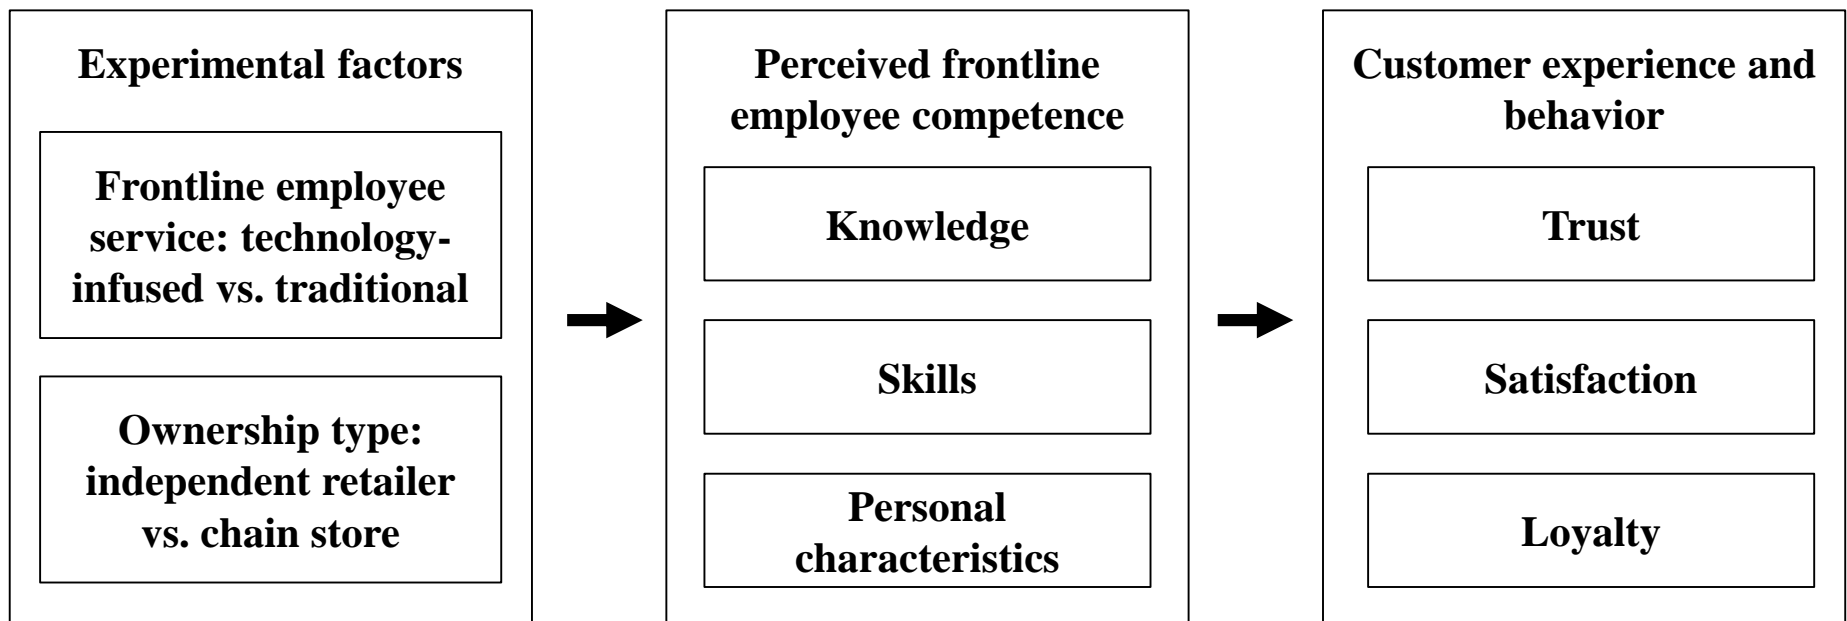 Experimental factors
Frontline employee
service: technology-
infused vs. traditional
Ownership type:
independent retailer
vs. chain store
Perceived frontline
employee competence
Knowledge
Skills
Personal
characteristics
Customer experience and
behavior
Trust
Satisfaction
Loyalty